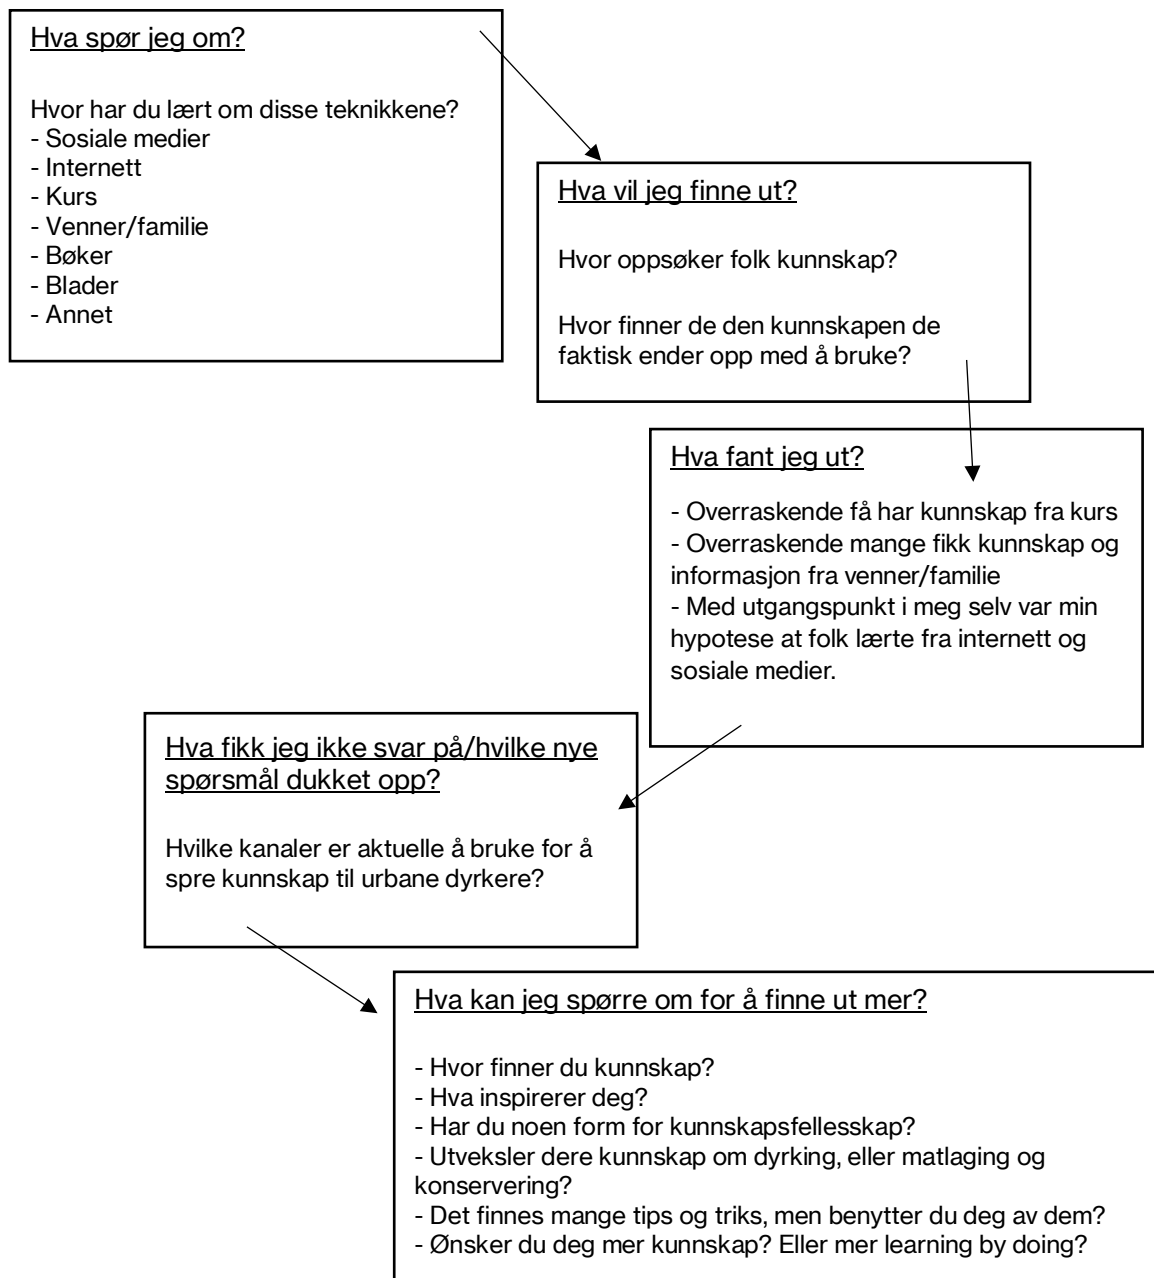 Hva spør jeg om?
Hvor har du lært om disse teknikkene?
- Sosiale medier
- Internett
- Kurs
- Venner/familie
- Bøker
- Blader
- Annet
Hva vil jeg finne ut?
Hvor oppsøker folk kunnskap?
Hvor finner de den kunnskapen de
faktisk ender opp med å bruke?
Hva fant jeg ut?
- Overraskende få har kunnskap fra kurs
- Overraskende mange fikk kunnskap og
informasjon fra venner/familie
- Med utgangspunkt i meg selv var min
hypotese at folk lærte fra internett og
sosiale medier.
Hva fikk jeg ikke svar på/hvilke nye
spørsmål dukket opp?
Hvilke kanaler er aktuelle å bruke for å
spre kunnskap til urbane dyrkere?
Hva kan jeg spørre om for å finne ut mer?
- Hvor finner du kunnskap?
- Hva inspirerer deg?
- Har du noen form for kunnskapsfellesskap?
- Utveksler dere kunnskap om dyrking, eller matlaging og
konservering?
- Det finnes mange tips og triks, men benytter du deg av dem?
- Ønsker du deg mer kunnskap? Eller mer learning by doing?